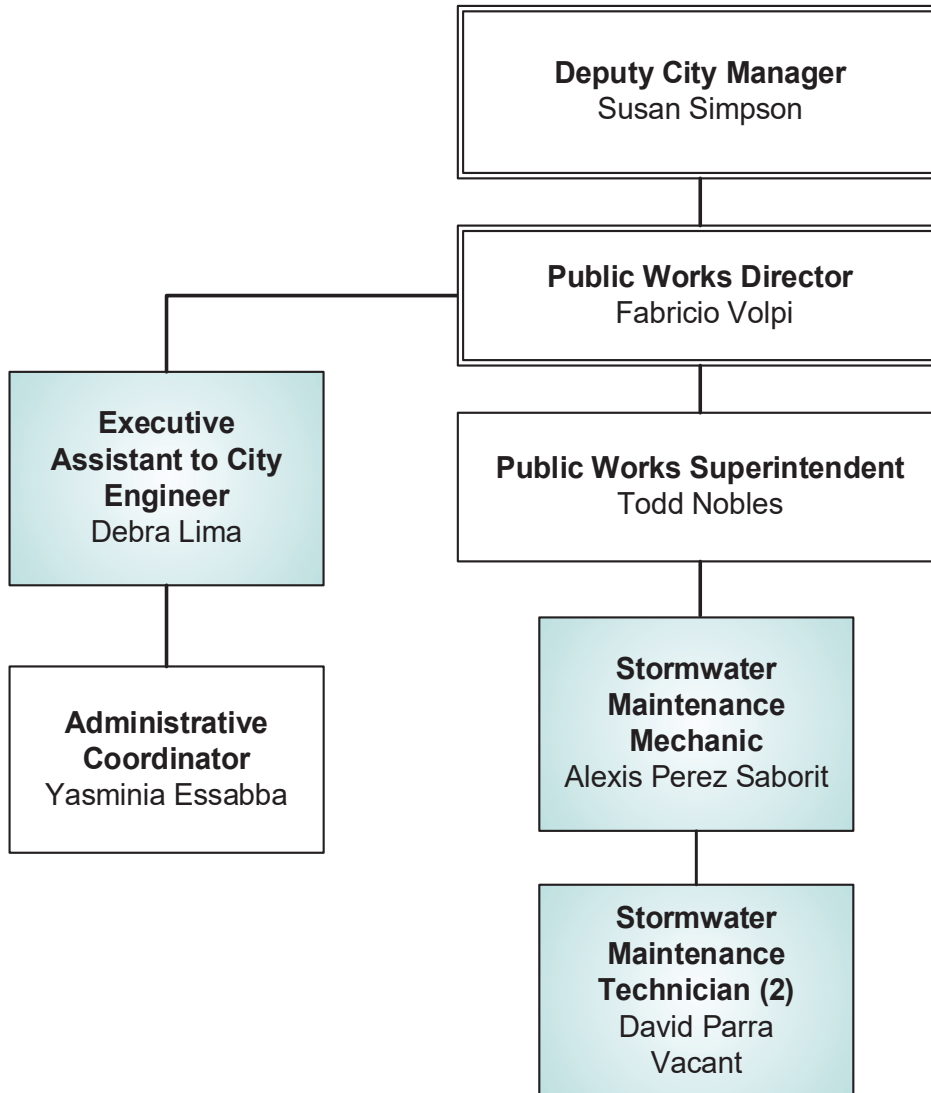 Deputy City Manager
Susan Simpson
Public Works Director
Fabricio Volpi
Executive
Assistant to City
Engineer
Debra Lima
Public Works Superintendent
Todd Nobles
Administrative
Coordinator
Yasminia Essabba
Stormwater
Maintenance
Mechanic
Alexis Perez Saborit
Stormwater
Maintenance
Technician (2)
David Parra
Vacant